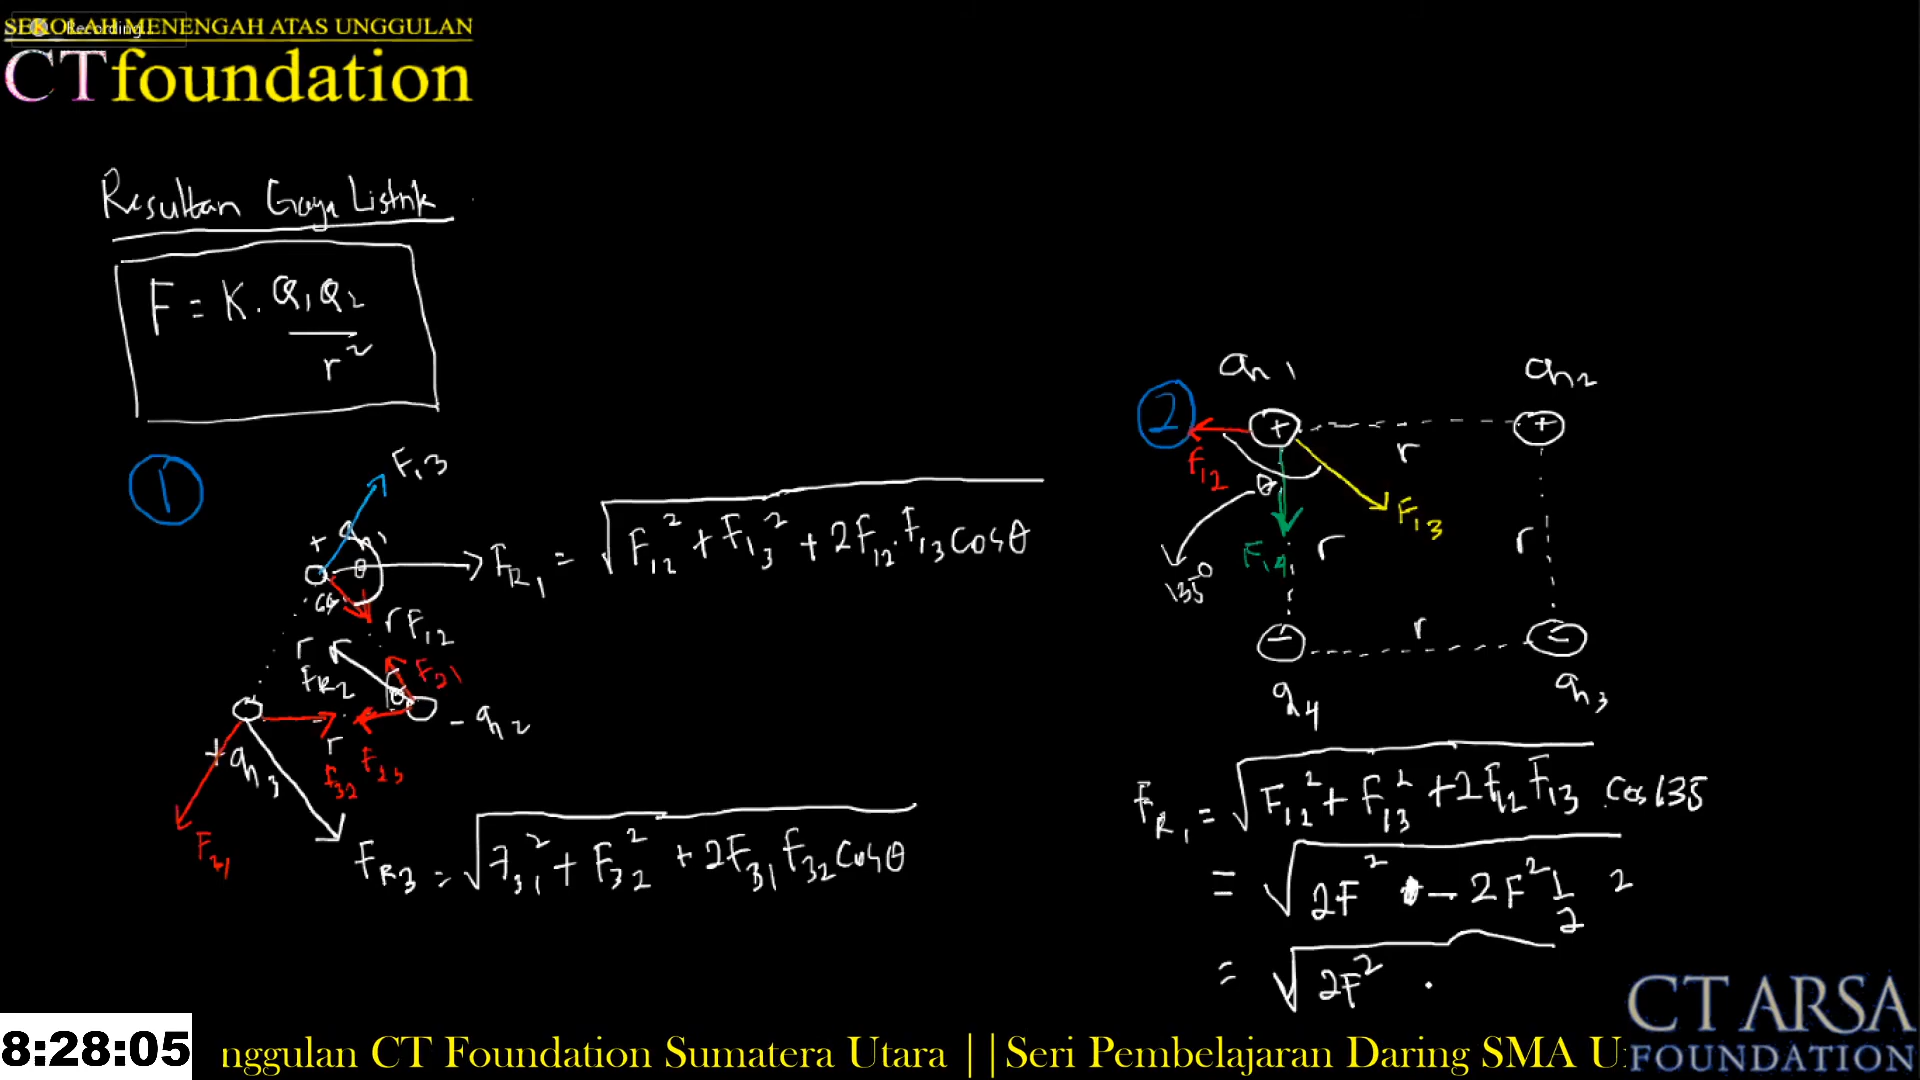 SEKOLAH MENENGAH ATAS UNGGULAN
Recording...
CTfoundation
Resultan Gaya Listrik
F = K. Q1Q2
r²
1
F13
+ q1
θ
FR1 = √F12² + F13² + 2F12.F13 cosθ
r F12
r
FR2
F21
θ
- q2
+ q3
r
F32 F23
F31
FR3 = √F31² + F32² + 2F31 F32 cosθ
q1
q2
2
+
+
r
F12
θ
F13
F14
r
r
135°
−
−
r
q4
q3
FR1 = √F12² + F13² + 2F12 F13 cos 135
= √2F² − 2F² 1/2 2
= √2F² .
8:28:05
nggulan CT Foundation Sumatera Utara ||Seri Pembelajaran Daring SMA U
CT ARSA
FOUNDATION